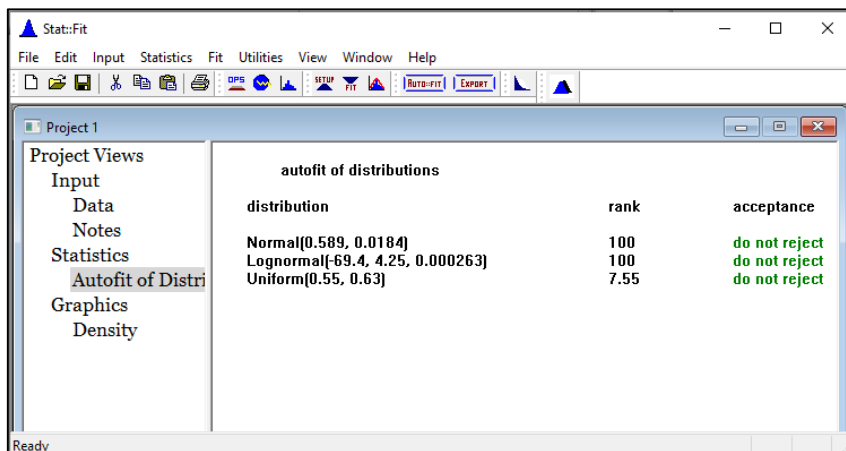 Stat::Fit
File Edit Input Statistics Fit Utilities View Window Help
OPS SETUP FIT AUTO::FIT EXPORT
Project 1
Project Views
Input
Data
Notes
Statistics
Autofit of Distri
Graphics
Density
autofit of distributions
distribution rank acceptance
Normal(0.589, 0.0184) 100 do not reject
Lognormal(-69.4, 4.25, 0.000263) 100 do not reject
Uniform(0.55, 0.63) 7.55 do not reject
Ready